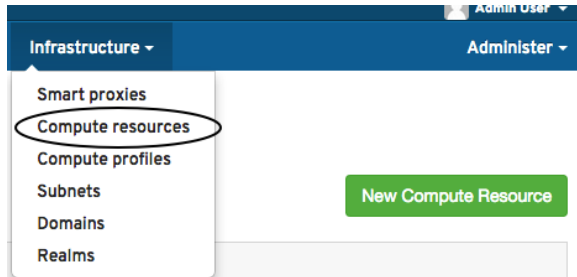 Admin User
Infrastructure
Administer
Smart proxies
Compute resources
Compute profiles
Subnets
New Compute Resource
Domains
Realms